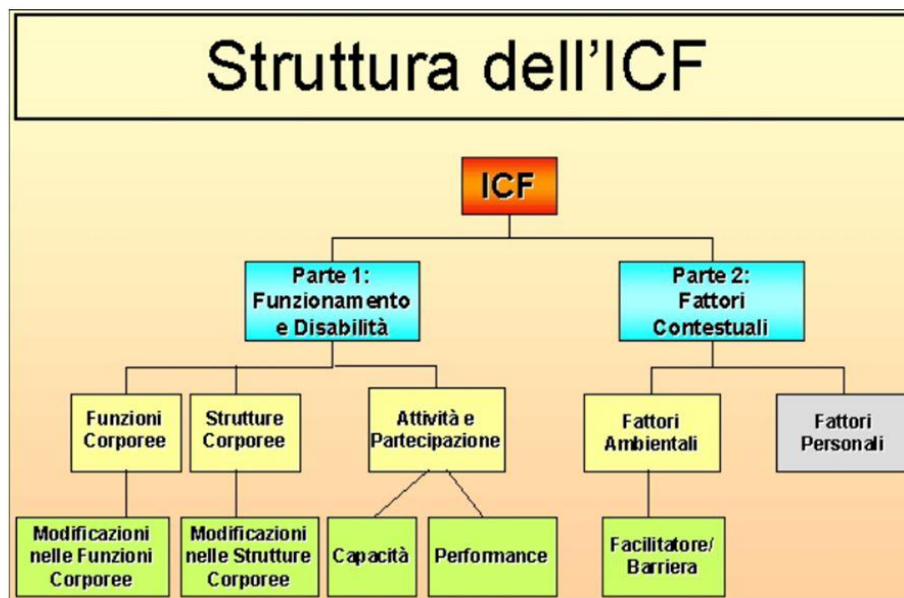 Struttura dell'ICF
ICF
Parte 1:
Funzionamento
e Disabilità
Parte 2:
Fattori
Contestuali
Funzioni
Corporee
Strutture
Corporee
Attività e
Partecipazione
Fattori
Ambientali
Fattori
Personali
Modificazioni
nelle Funzioni
Corporee
Modificazioni
nelle Strutture
Corporee
Capacità
Performance
Facilitatore/
Barriera